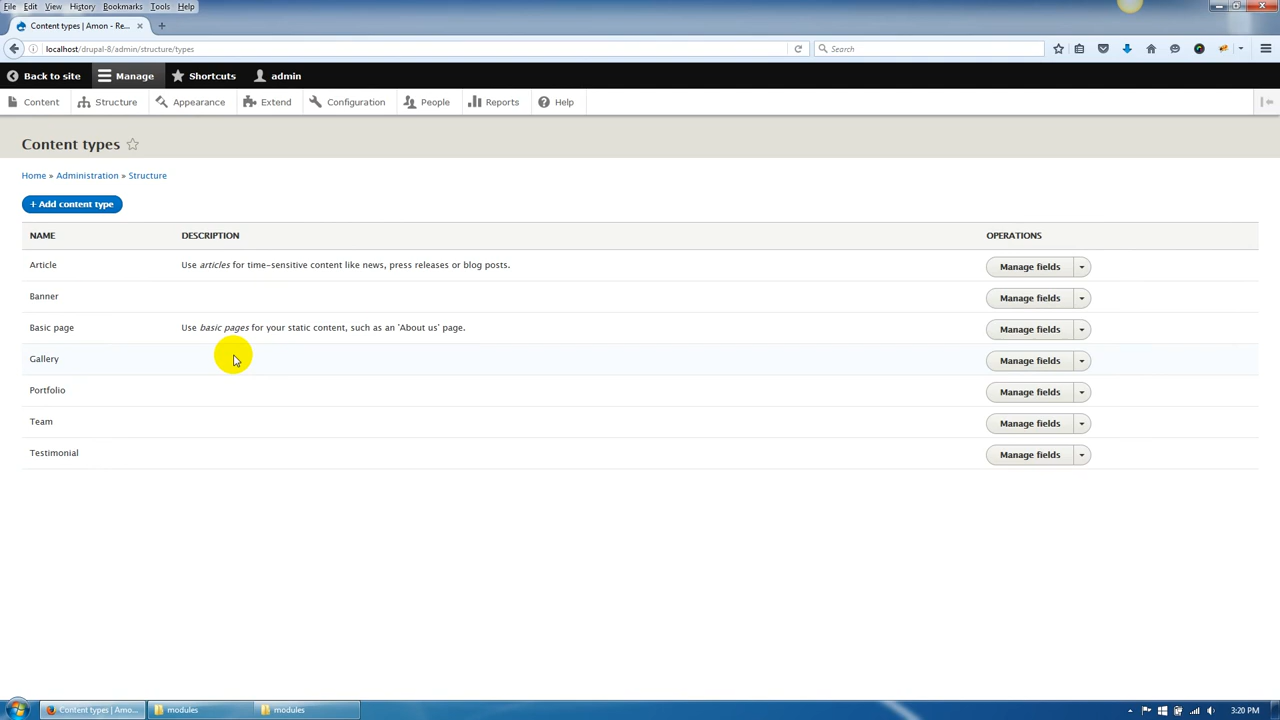 File Edit View History Bookmarks Tools Help
Content types | Amon - Re...
localhost/drupal-8/admin/structure/types
Search
Back to site Manage Shortcuts admin
Content Structure Appearance Extend Configuration People Reports Help
Content types
Home » Administration » Structure
+ Add content type
NAME DESCRIPTION OPERATIONS
Article Use articles for time-sensitive content like news, press releases or blog posts. Manage fields
Banner Manage fields
Basic page Use basic pages for your static content, such as an 'About us' page. Manage fields
Gallery Manage fields
Portfolio Manage fields
Team Manage fields
Testimonial Manage fields
Content types | Amo... modules modules 3:20 PM